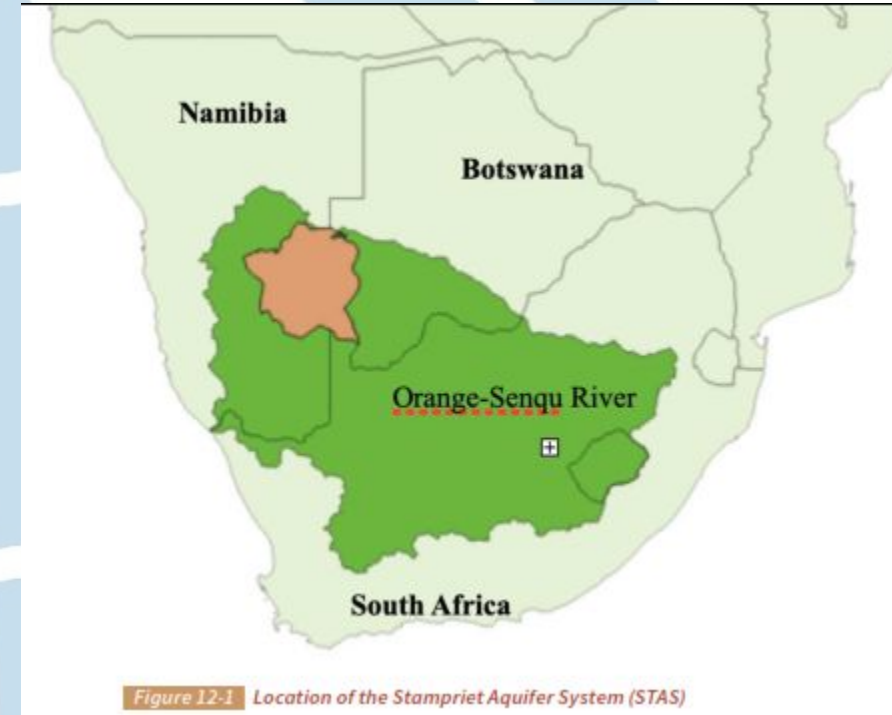 Namibia
Botswana
Orange-Senqu River
South Africa
Figure 12-1 Location of the Stampriet Aquifer System (STAS)